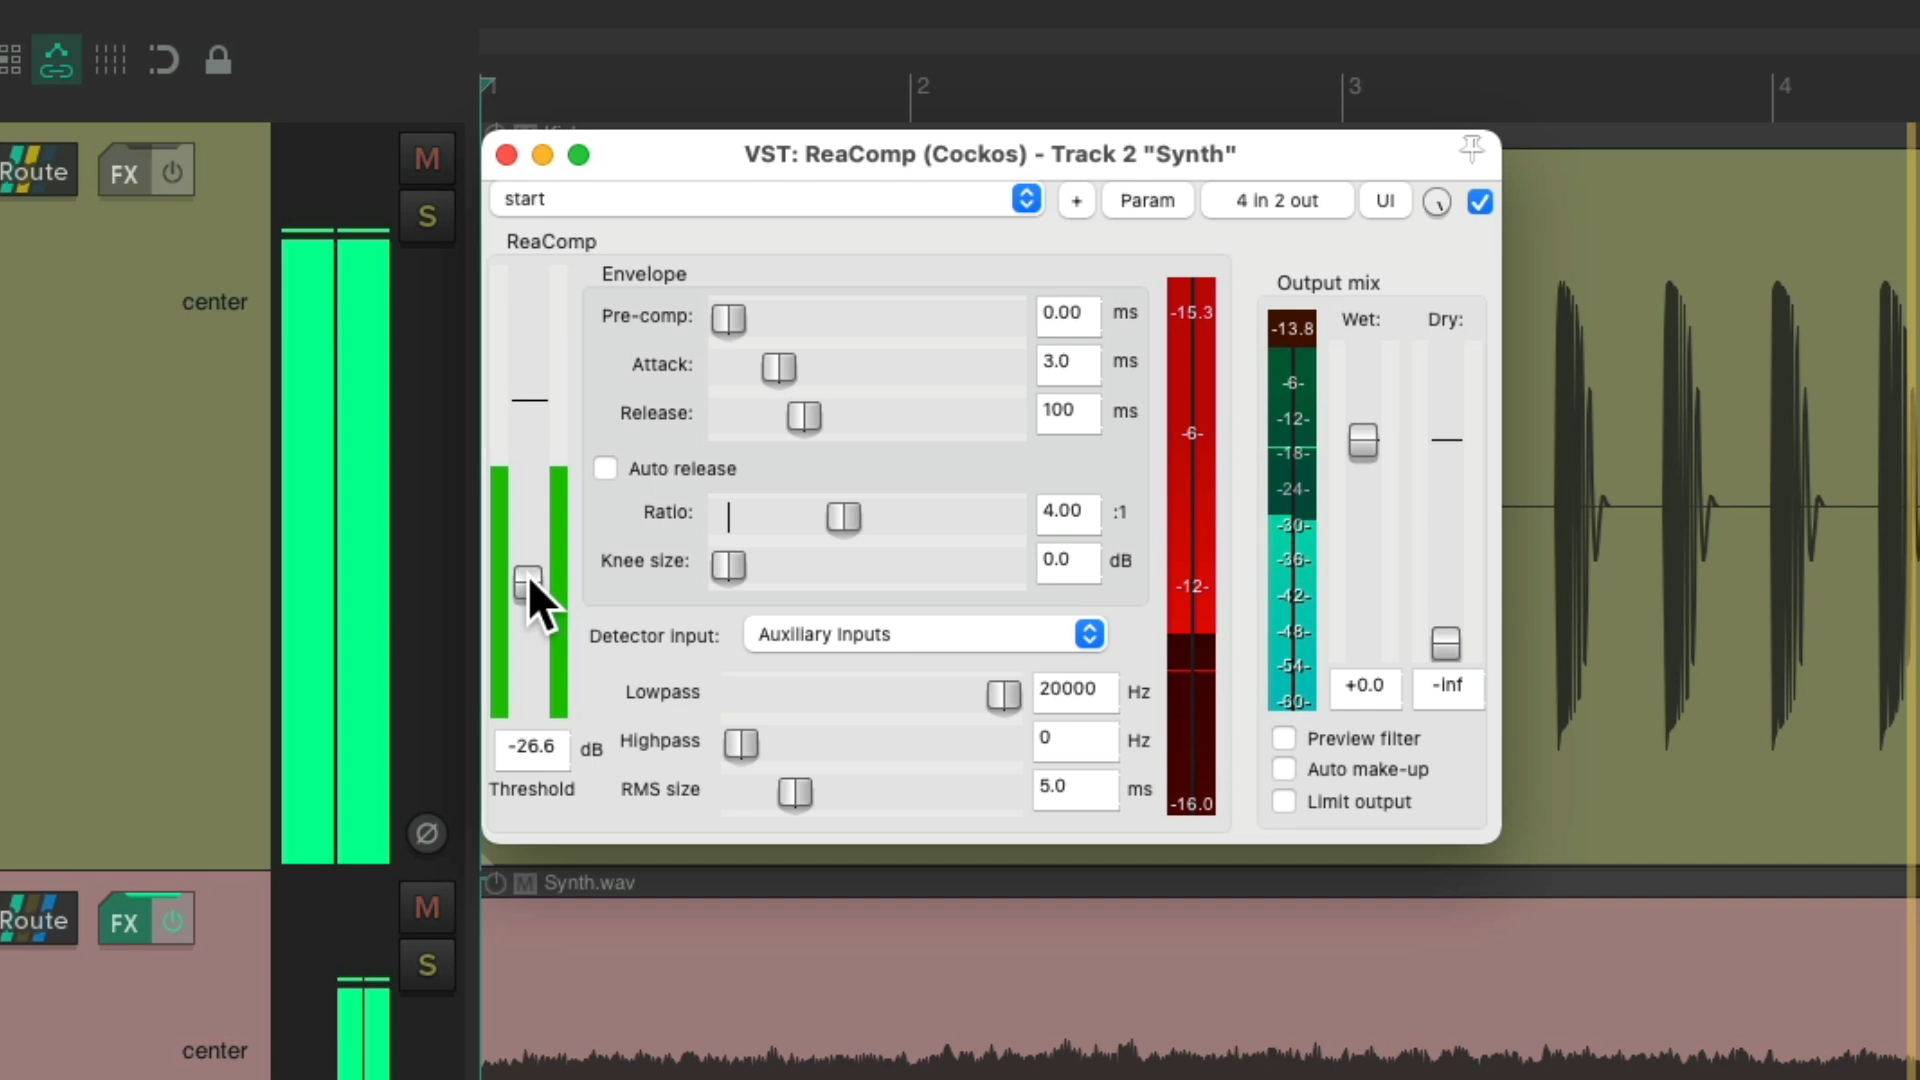 1
2
3
4
Route
FX
M
S
center
VST: ReaComp (Cockos) - Track 2 "Synth"
start
+
Param
4 in 2 out
UI
ReaComp
Envelope
Pre-comp: 0.00 ms
Attack: 3.0 ms
Release: 100 ms
Auto release
Ratio: 4.00 :1
Knee size: 0.0 dB
Detector input: Auxiliary Inputs
Lowpass 20000 Hz
Highpass 0 Hz
RMS size 5.0 ms
-26.6 dB
Threshold
-15.3
-6-
-12-
-16.0
Output mix
Wet: Dry:
-13.8
-6-
-12-
-18-
-24-
-30-
-36-
-42-
-48-
-54-
-60-
+0.0 -inf
Preview filter
Auto make-up
Limit output
Ø
M Synth.wav
Route
FX
M
S
center